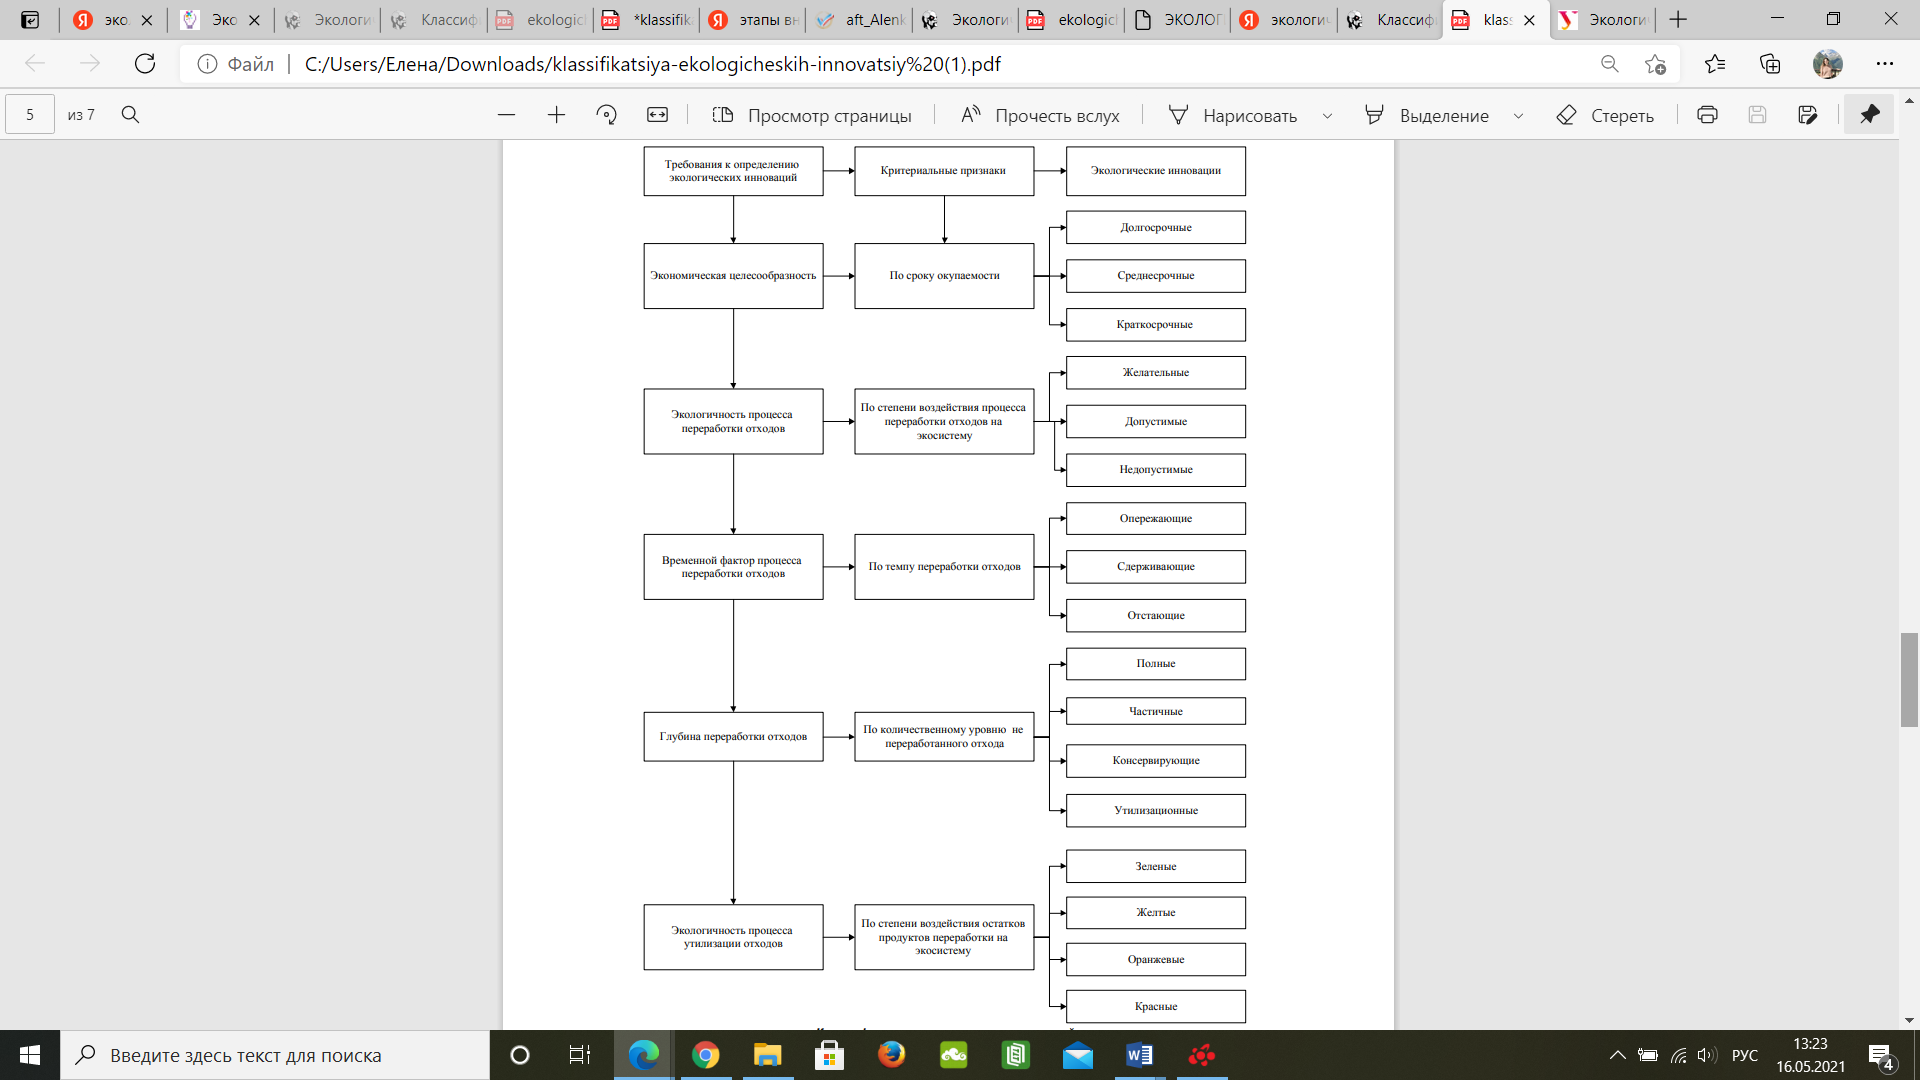 эко.
Эко
Экологи
Классиф
ekologicl
*klassifik
этапы вн
aft_Alenk
Экологи
ekologicl
ЭКОЛОГ
экологич
Классиф
klass
Экологи
Файл
C:/Users/Елена/Downloads/klassifikatsiya-ekologicheskih-innovatsiy%20(1).pdf
5 из 7
Просмотр страницы
Прочесть вслух
Нарисовать
Выделение
Стереть
Требования к определению
экологических инноваций
Критериальные признаки
Экологические инновации
Экономическая целесообразность
По сроку окупаемости
Долгосрочные
Среднесрочные
Краткосрочные
Экологичность процесса
переработки отходов
По степени воздействия процесса
переработки отходов на
экосистему
Желательные
Допустимые
Недопустимые
Временной фактор процесса
переработки отходов
По темпу переработки отходов
Опережающие
Сдерживающие
Отстающие
Глубина переработки отходов
По количественному уровню не
переработанного отхода
Полные
Частичные
Консервирующие
Утилизационные
Экологичность процесса
утилизации отходов
По степени воздействия остатков
продуктов переработки на
экосистему
Зеленые
Желтые
Оранжевые
Красные
Введите здесь текст для поиска
РУС
13:23
16.05.2021
4